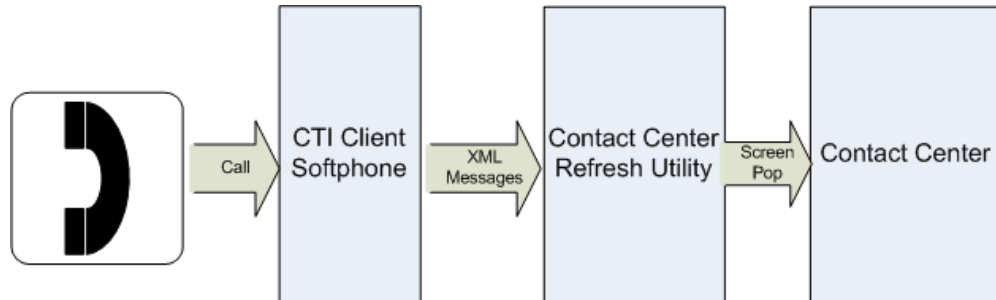 Call
CTI Client
Softphone
XML
Messages
Contact Center
Refresh Utility
Screen
Pop
Contact Center